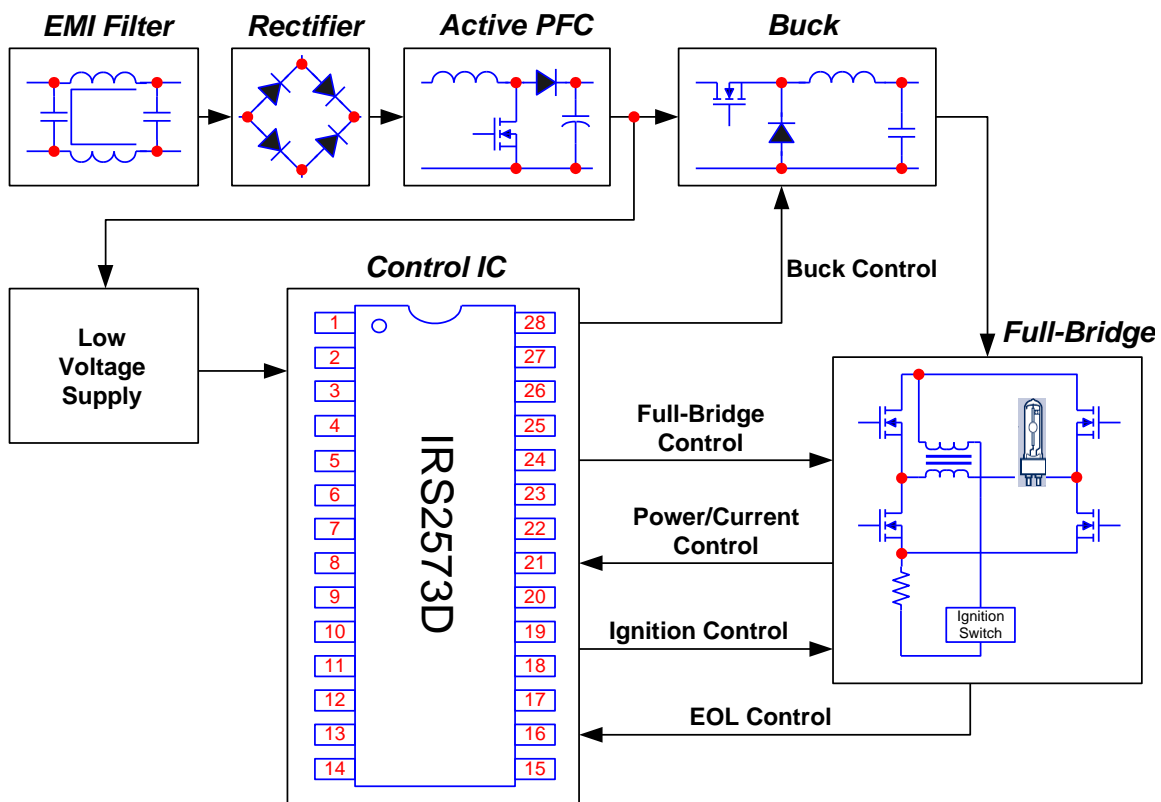 EMI Filter
Rectifier
Active PFC
Buck
Control IC
Buck Control
Low
Voltage
Supply
Full-Bridge
1
2
3
4
5
6
7
8
9
10
11
12
13
14
IRS2573D
28
27
26
25
24
23
22
21
20
19
18
17
16
15
Full-Bridge
Control
Power/Current
Control
Ignition Control
EOL Control
Ignition
Switch